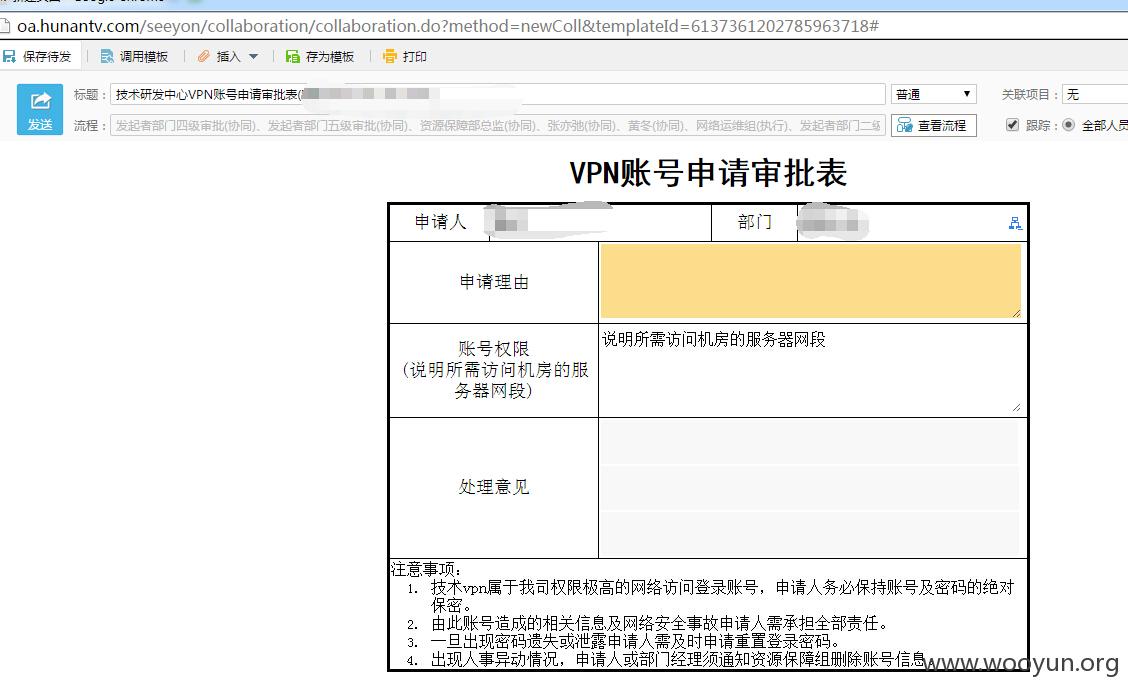 oa.hunantv.com/seeyon/collaboration/collaboration.do?method=newColl&templateId=6137361202785963718#
保存待发 调用模板 插入 存为模板 打印
发送
标题： 技术研发中心VPN账号申请审批表( 普通 关联项目： 无
流程： 发起者部门四级审批(协同)、发起者部门五级审批(协同)、资源保障部总监(协同)、张亦弛(协同)、黄冬(协同)、网络运维组(执行)、发起者部门二级 查看流程 跟踪： 全部人员
VPN账号申请审批表
申请人 部门
申请理由
账号权限
(说明所需访问机房的服
务器网段)
说明所需访问机房的服务器网段
处理意见
注意事项：
1. 技术vpn属于我司权限极高的网络访问登录账号，申请人务必保持账号及密码的绝对
保密。
2. 由此账号造成的相关信息及网络安全事故申请人需承担全部责任。
3. 一旦出现密码遗失或泄露申请人需及时申请重置登录密码。
4. 出现人事异动情况，申请人或部门经理须通知资源保障组删除账号信息
www.wooyun.org